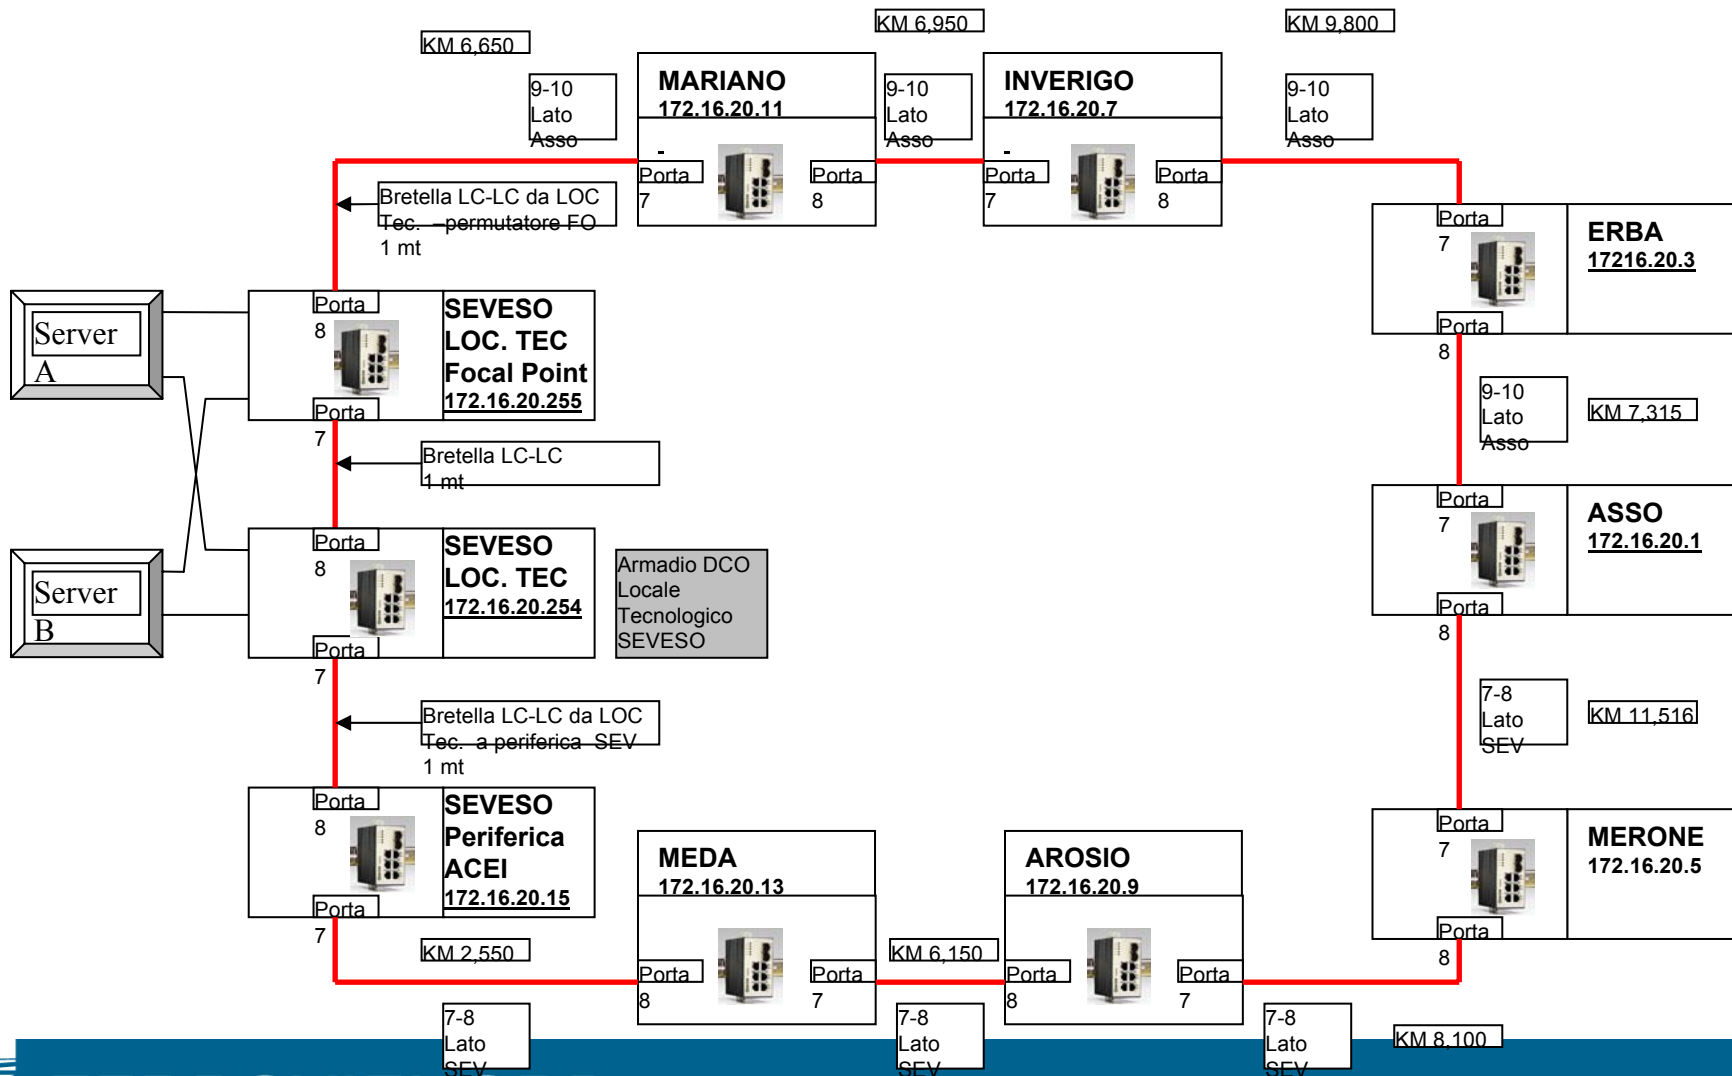 KM 6,650
KM 6,950
KM 9,800
9-10
Lato
Asso
MARIANO
172.16.20.11
-
Porta
7
Porta
8
9-10
Lato
Asso
INVERIGO
172.16.20.7
-
Porta
7
Porta
8
9-10
Lato
Asso
Bretella LC-LC da LOC
Tec. –permutatore FO
1 mt
Porta
7
ERBA
17216.20.3
Porta
8
Server
A
Porta
8
SEVESO
LOC. TEC
Focal Point
172.16.20.255
Porta
7
9-10
Lato
Asso
KM 7,315
Bretella LC-LC
1 mt
Porta
7
ASSO
172.16.20.1
Porta
8
Server
B
Porta
8
SEVESO
LOC. TEC
172.16.20.254
Porta
7
Armadio DCO
Locale
Tecnologico
SEVESO
7-8
Lato
SEV
KM 11,516
Bretella LC-LC da LOC
Tec. a periferica SEV
1 mt
Porta
8
SEVESO
Periferica
ACEI
172.16.20.15
Porta
7
MEDA
172.16.20.13
Porta
8
Porta
7
AROSIO
172.16.20.9
Porta
8
Porta
7
Porta
7
MERONE
172.16.20.5
Porta
8
KM 2,550
KM 6,150
7-8
Lato
SEV
7-8
Lato
SEV
7-8
Lato
SEV
KM 8,100